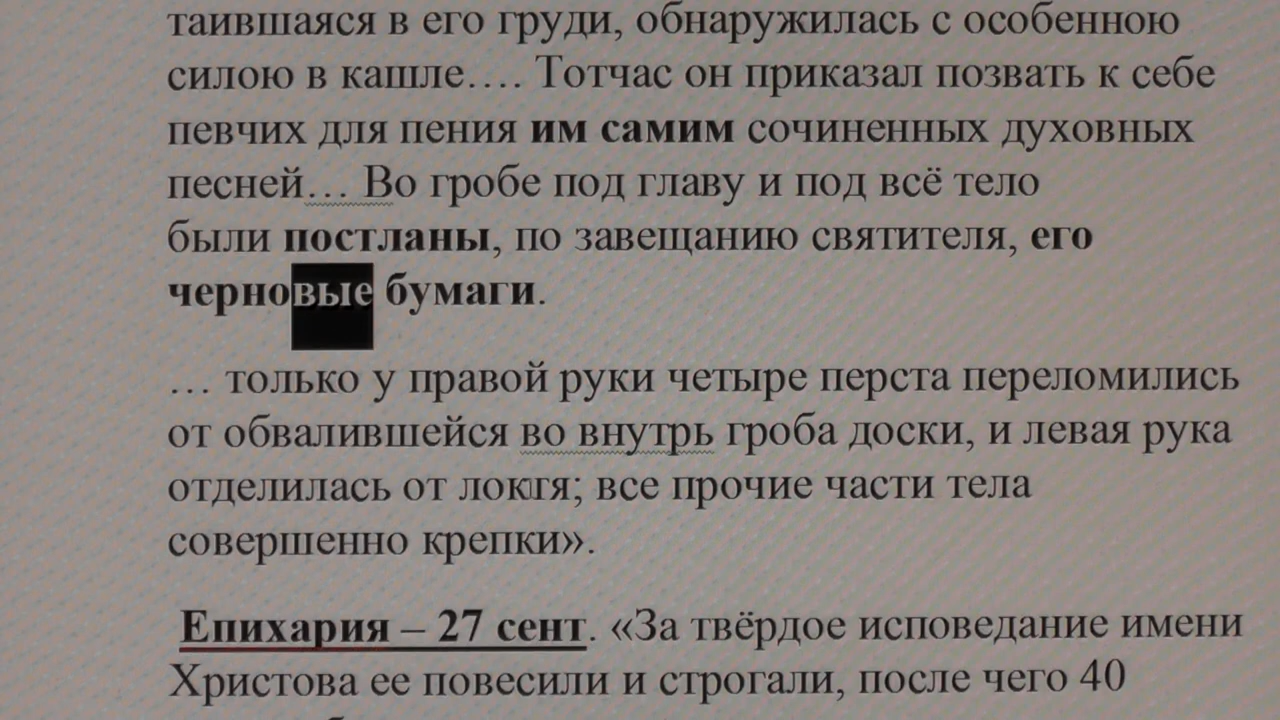 таившаяся в его груди, обнаружилась с особенною
силою в кашле…. Тотчас он приказал позвать к себе
певчих для пения им самим сочиненных духовных
песней… Во гробе под главу и под всё тело
были постланы, по завещанию святителя, его
черновые бумаги.
… только у правой руки четыре перста переломились
от обвалившейся во внутрь гроба доски, и левая рука
отделилась от локтя; все прочие части тела
совершенно крепки».
Епихария – 27 сент. «За твёрдое исповедание имени
Христова ее повесили и строгали, после чего 40